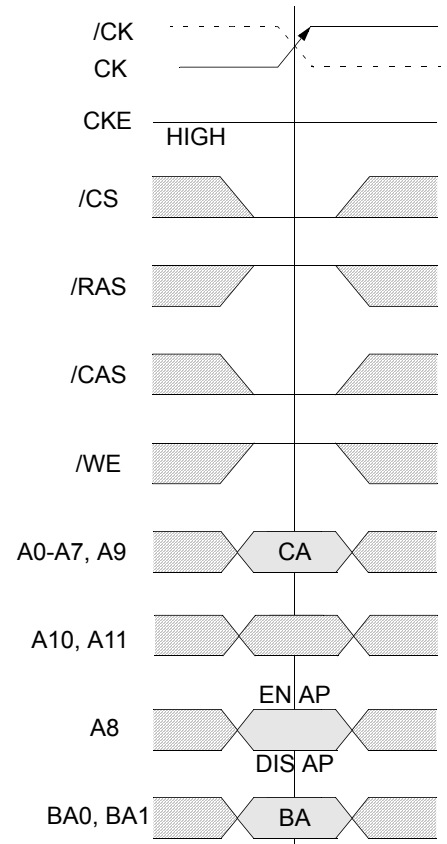 /CK
CK
CKE
HIGH
/CS
/RAS
/CAS
/WE
A0-A7, A9
CA
A10, A11
EN AP
A8
DIS AP
BA0, BA1
BA